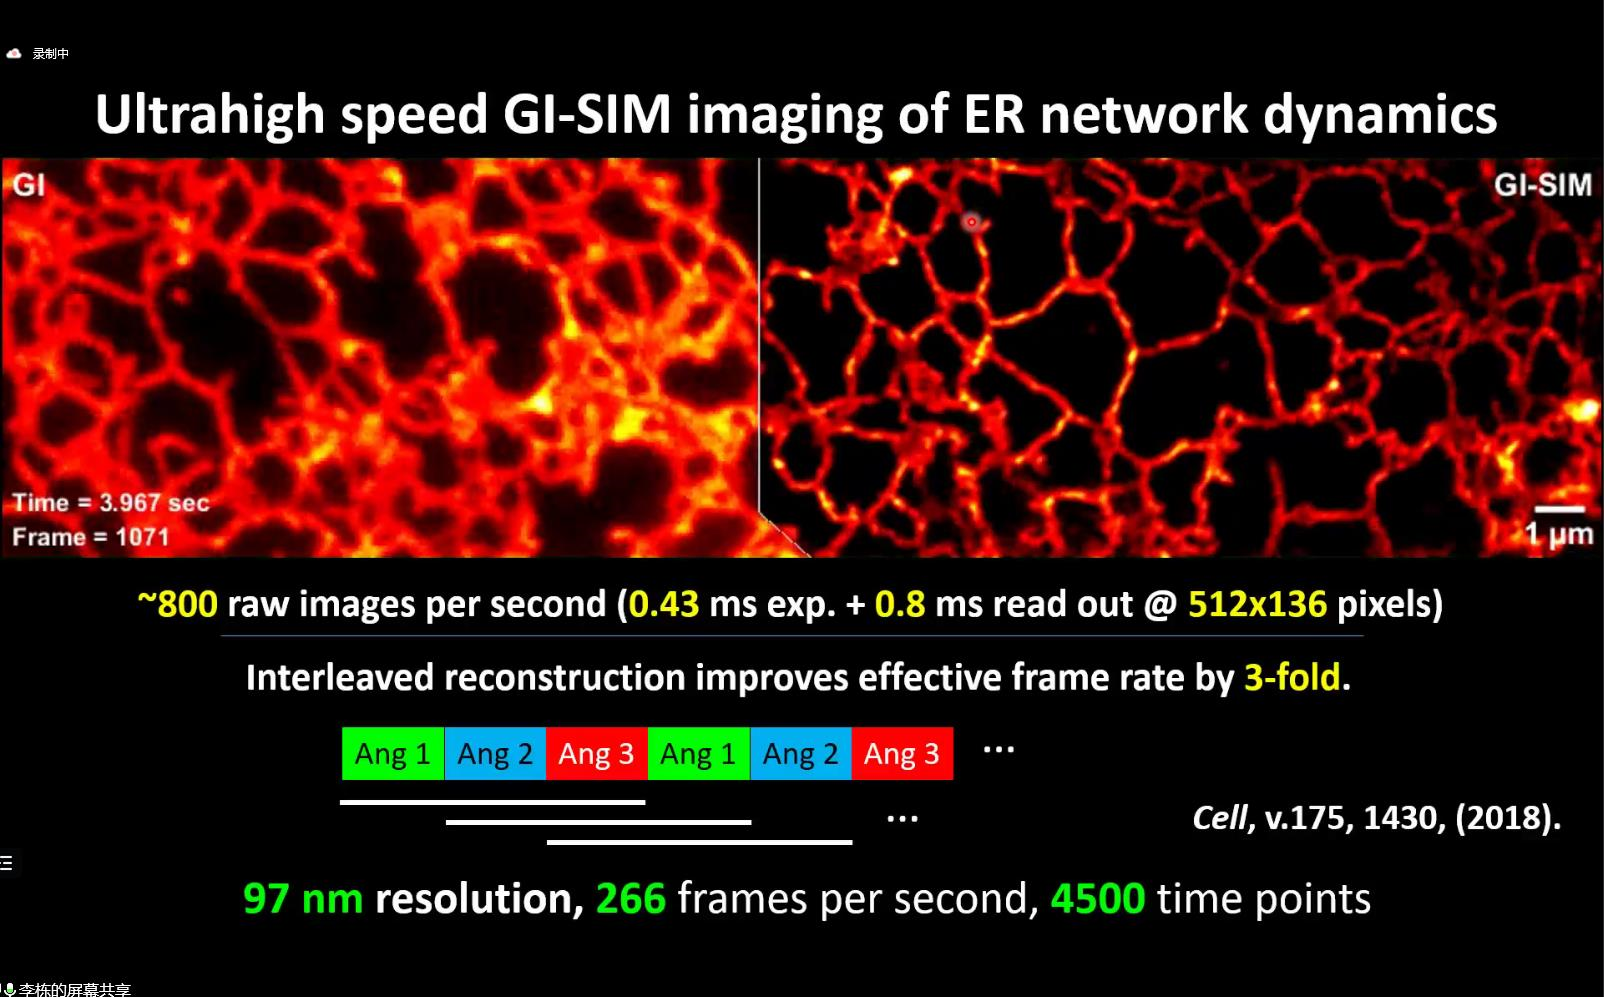 录制中
Ultrahigh speed GI-SIM imaging of ER network dynamics
GI
GI-SIM
Time = 3.967 sec
Frame = 1071
1 μm
~800 raw images per second (0.43 ms exp. + 0.8 ms read out @ 512x136 pixels)
Interleaved reconstruction improves effective frame rate by 3-fold.
Ang 1 Ang 2 Ang 3 Ang 1 Ang 2 Ang 3 ...
...
Cell, v.175, 1430, (2018).
97 nm resolution, 266 frames per second, 4500 time points
李栋的屏幕共享